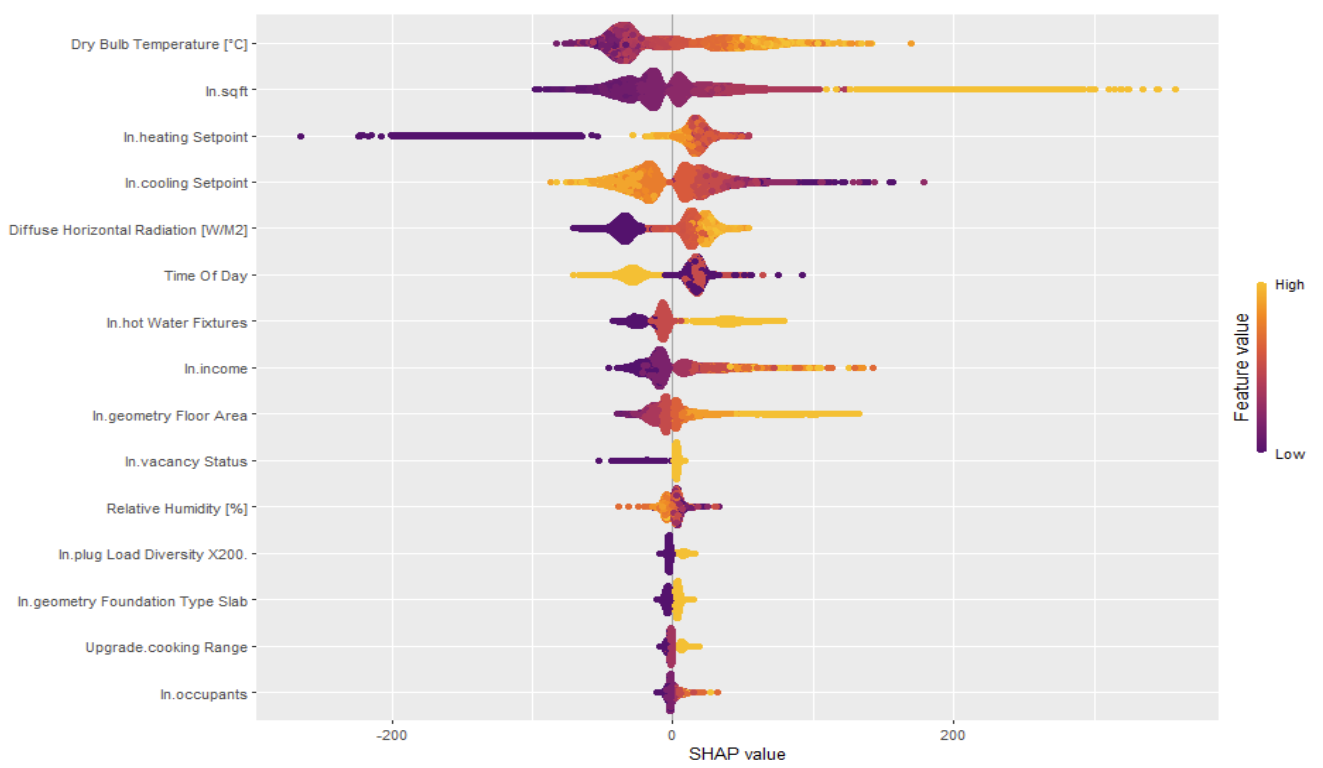 Dry Bulb Temperature [°C]
In.sqft
In.heating Setpoint
In.cooling Setpoint
Diffuse Horizontal Radiation [W/M2]
Time Of Day
In.hot Water Fixtures
In.income
In.geometry Floor Area
In.vacancy Status
Relative Humidity [%]
In.plug Load Diversity X200.
In.geometry Foundation Type Slab
Upgrade.cooking Range
In.occupants
-200
0
200
SHAP value
High
Feature value
Low